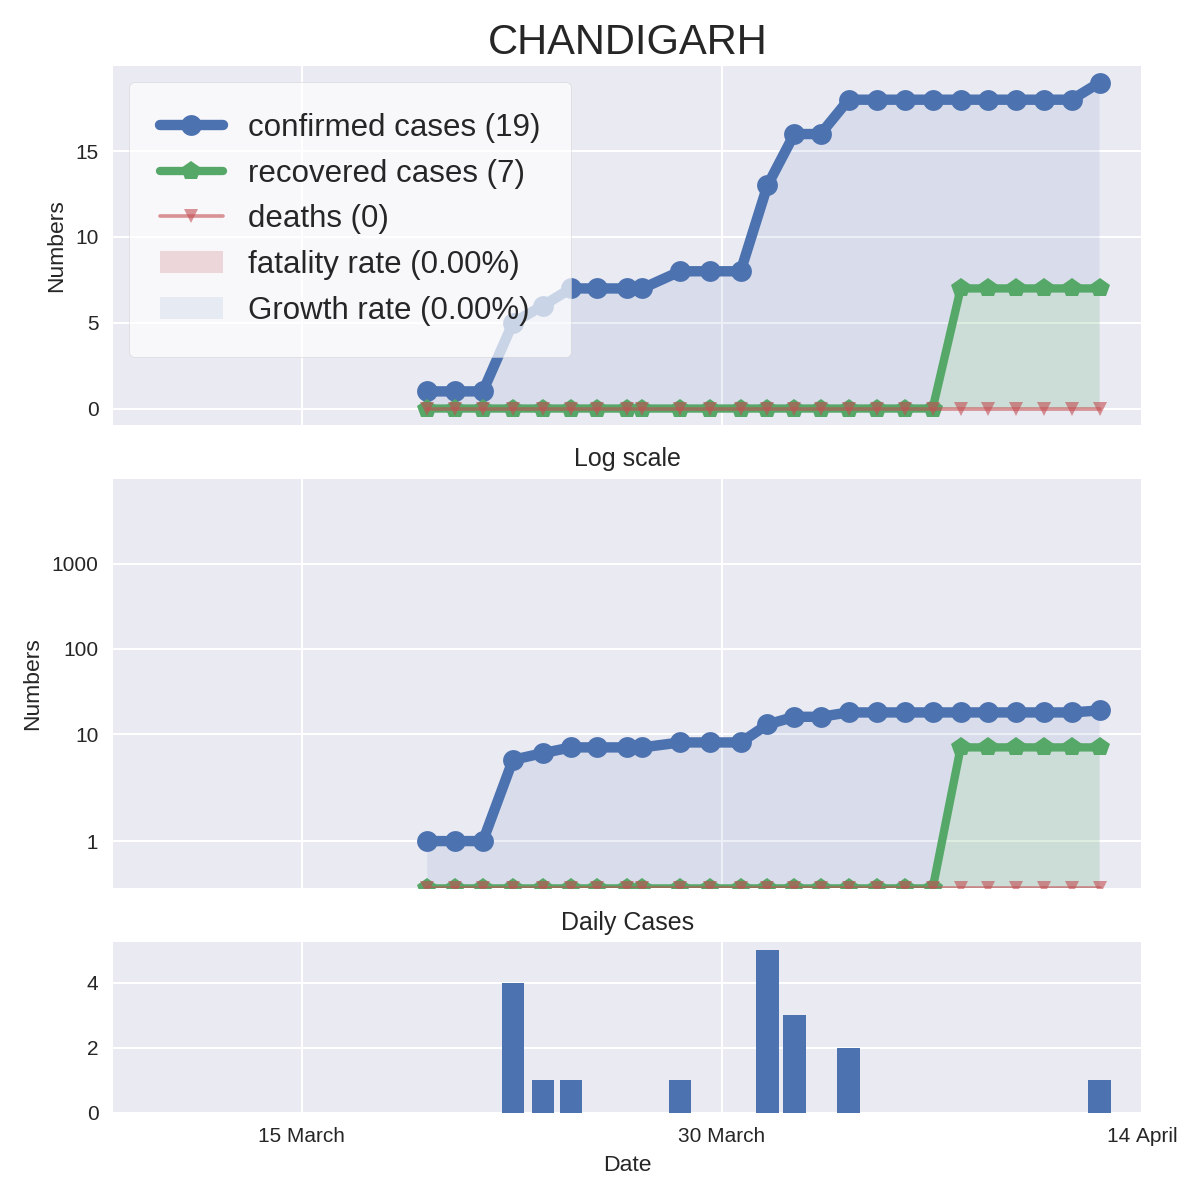 CHANDIGARH
confirmed cases (19)
recovered cases (7)
deaths (0)
fatality rate (0.00%)
Growth rate (0.00%)
Numbers
15
10
5
0
Log scale
Numbers
1000
100
10
1
Daily Cases
4
2
0
15 March
30 March
14 April
Date